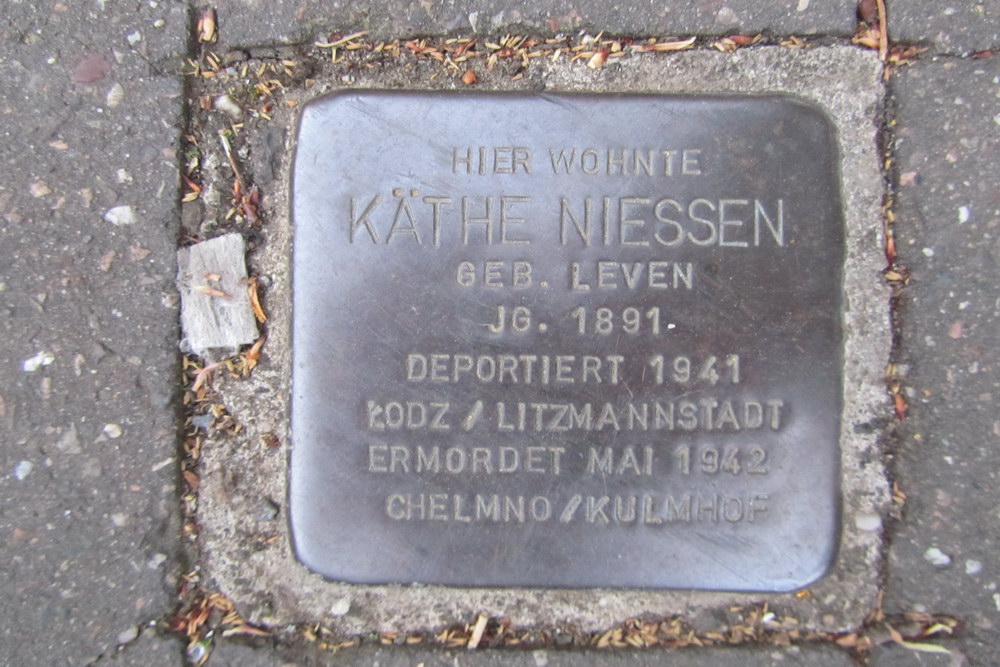 HIER WOHNTE
KÄTHE NIESSEN
GEB. LEVEN
JG. 1891
DEPORTIERT 1941
ŁODZ / LITZMANNSTADT
ERMORDET MAI 1942
CHELMNO / KULMHOF